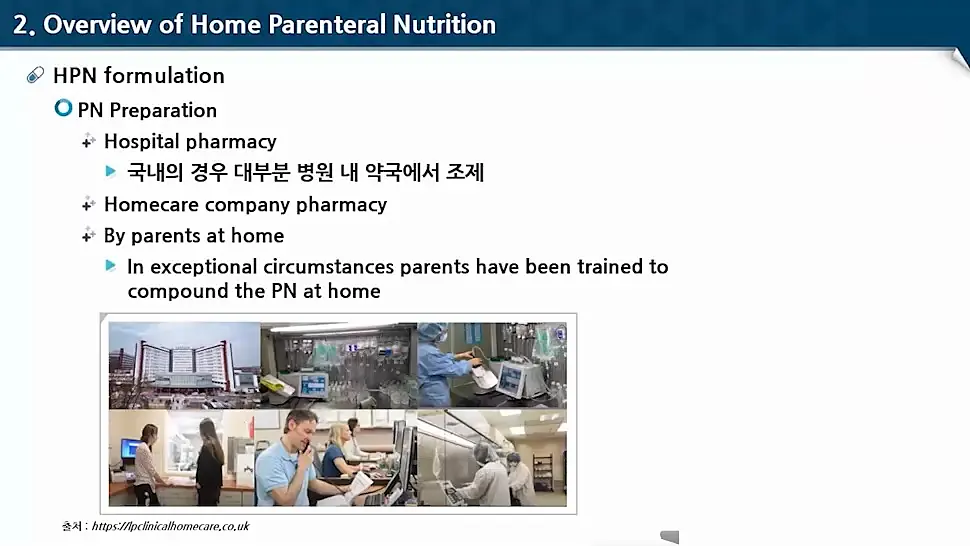 2. Overview of Home Parenteral Nutrition
HPN formulation
PN Preparation
Hospital pharmacy
국내의 경우 대부분 병원 내 약국에서 조제
Homecare company pharmacy
By parents at home
In exceptional circumstances parents have been trained to
compound the PN at home
출처 : https://lpclinicalhomecare.co.uk